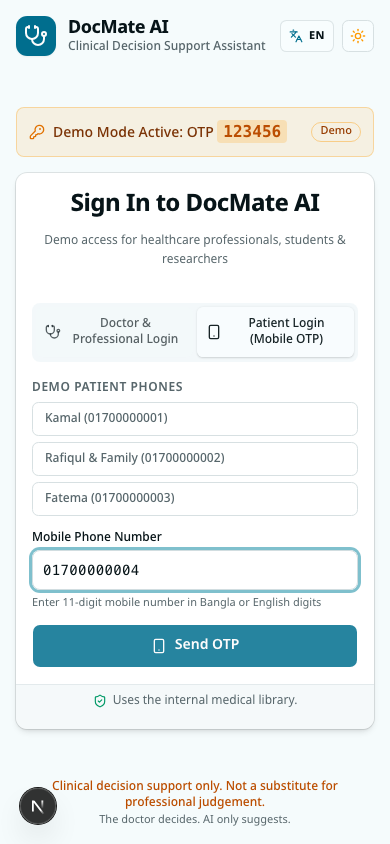 DocMate AI
Clinical Decision Support Assistant
EN
Demo Mode Active: OTP 123456
Demo
Sign In to DocMate AI
Demo access for healthcare professionals, students &
researchers
Doctor &
Professional Login
Patient Login
(Mobile OTP)
DEMO PATIENT PHONES
Kamal (01700000001)
Rafiqul & Family (01700000002)
Fatema (01700000003)
Mobile Phone Number
01700000004
Enter 11-digit mobile number in Bangla or English digits
Send OTP
Uses the internal medical library.
Clinical decision support only. Not a substitute for
professional judgement.
The doctor decides. AI only suggests.
N